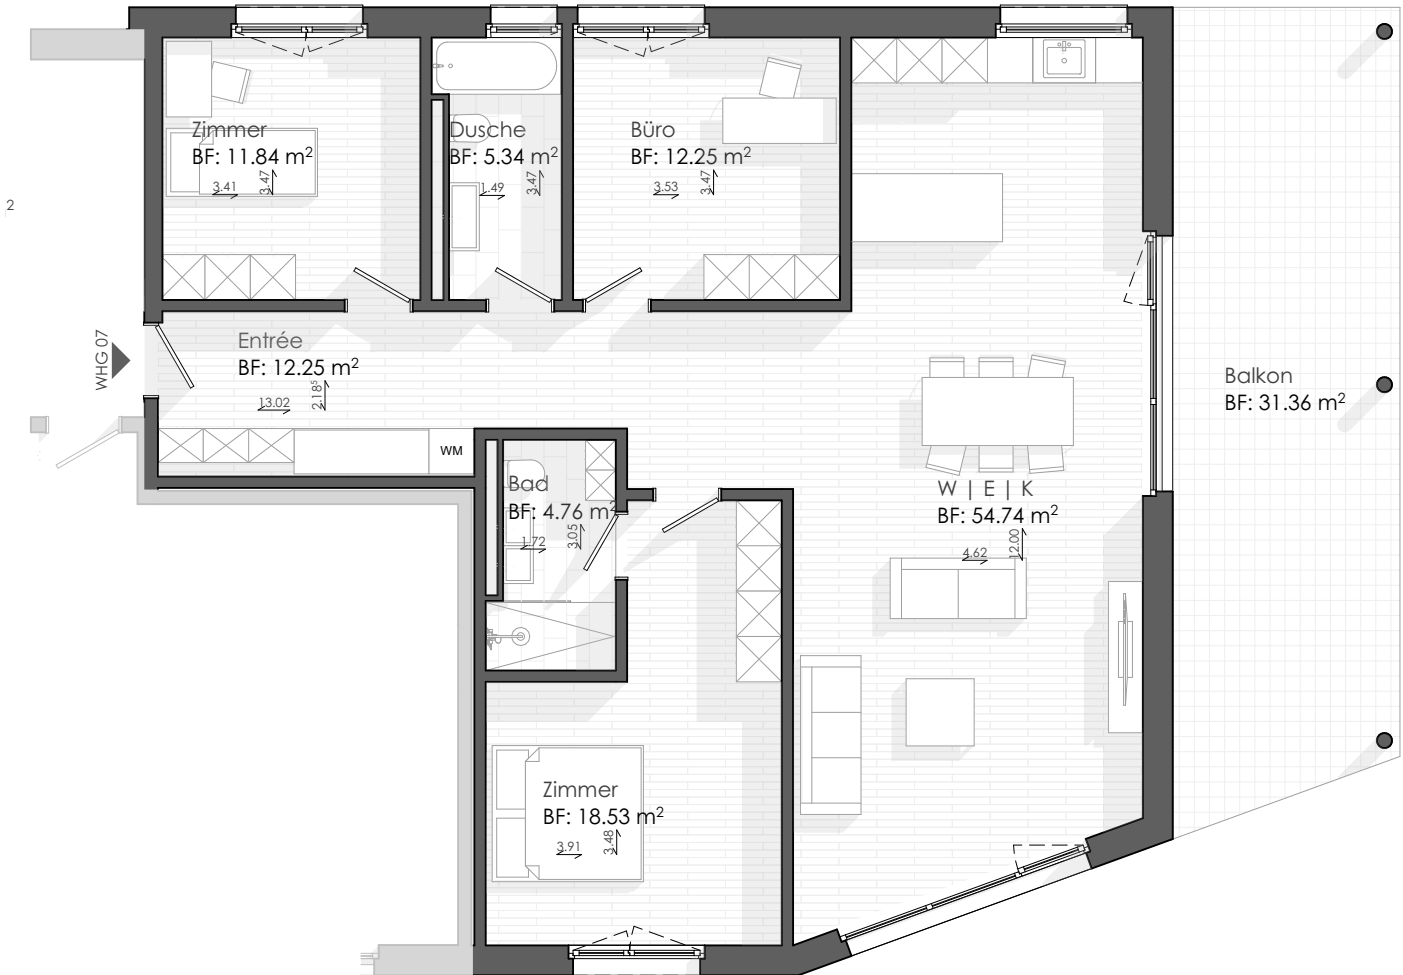 Zimmer
BF: 11.84 m²
3.41
3.47
Dusche
BF: 5.34 m²
1.49
3.47
Büro
BF: 12.25 m²
3.53
3.47
2
WHG 07
Entrée
BF: 12.25 m²
13.02
2.18⁵
WM
Balkon
BF: 31.36 m²
Bad
BF: 4.76 m²
1.72
3.05
W | E | K
BF: 54.74 m²
4.62
12.00
Zimmer
BF: 18.53 m²
3.91
3.48